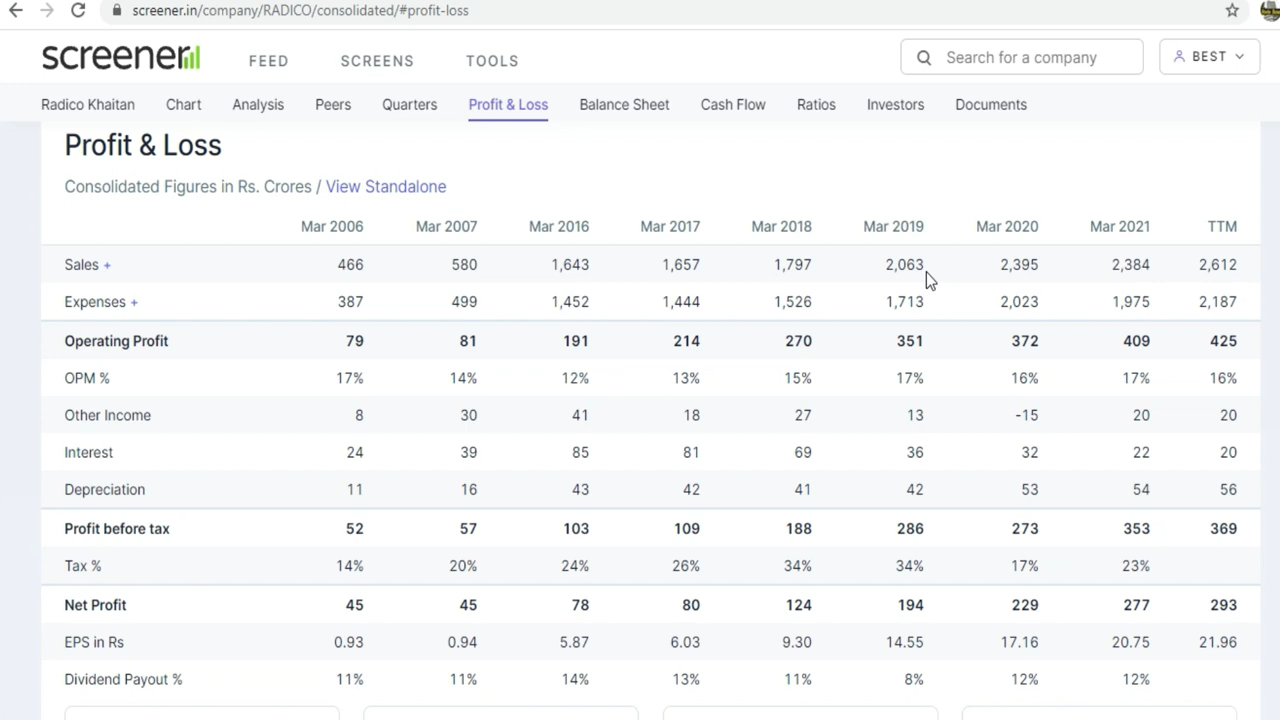 screener.in/company/RADICO/consolidated/#profit-loss
screener FEED SCREENS TOOLS Search for a company BEST
Radico Khaitan Chart Analysis Peers Quarters Profit & Loss Balance Sheet Cash Flow Ratios Investors Documents
Profit & Loss
Consolidated Figures in Rs. Crores / View Standalone
Mar 2006 Mar 2007 Mar 2016 Mar 2017 Mar 2018 Mar 2019 Mar 2020 Mar 2021 TTM
Sales + 466 580 1,643 1,657 1,797 2,063 2,395 2,384 2,612
Expenses + 387 499 1,452 1,444 1,526 1,713 2,023 1,975 2,187
Operating Profit 79 81 191 214 270 351 372 409 425
OPM % 17% 14% 12% 13% 15% 17% 16% 17% 16%
Other Income 8 30 41 18 27 13 -15 20 20
Interest 24 39 85 81 69 36 32 22 20
Depreciation 11 16 43 42 41 42 53 54 56
Profit before tax 52 57 103 109 188 286 273 353 369
Tax % 14% 20% 24% 26% 34% 34% 17% 23%
Net Profit 45 45 78 80 124 194 229 277 293
EPS in Rs 0.93 0.94 5.87 6.03 9.30 14.55 17.16 20.75 21.96
Dividend Payout % 11% 11% 14% 13% 11% 8% 12% 12%